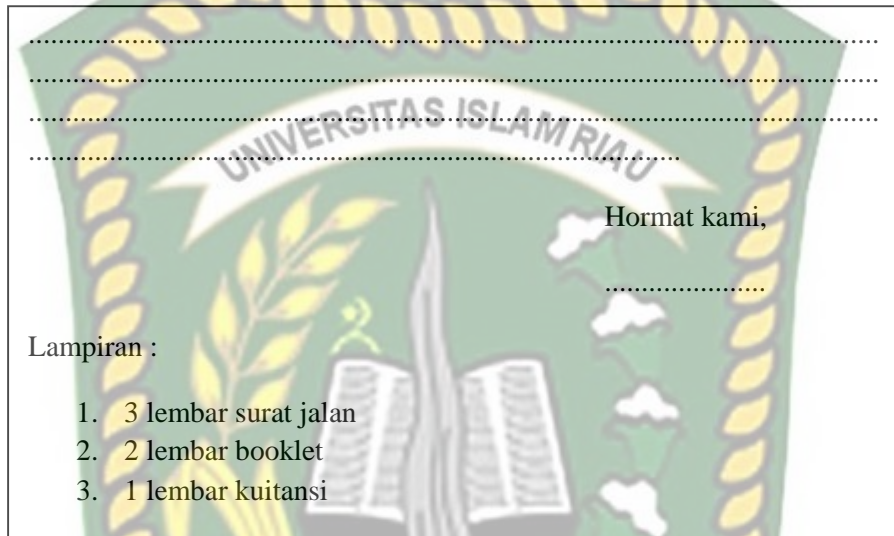 ................................................................................................................
................................................................................................................
................................................................................................................
......................................................................................
UNIVERSITAS ISLAM RIAU
Hormat kami,
......................
Lampiran :
1. 3 lembar surat jalan
2. 2 lembar booklet
3. 1 lembar kuitansi